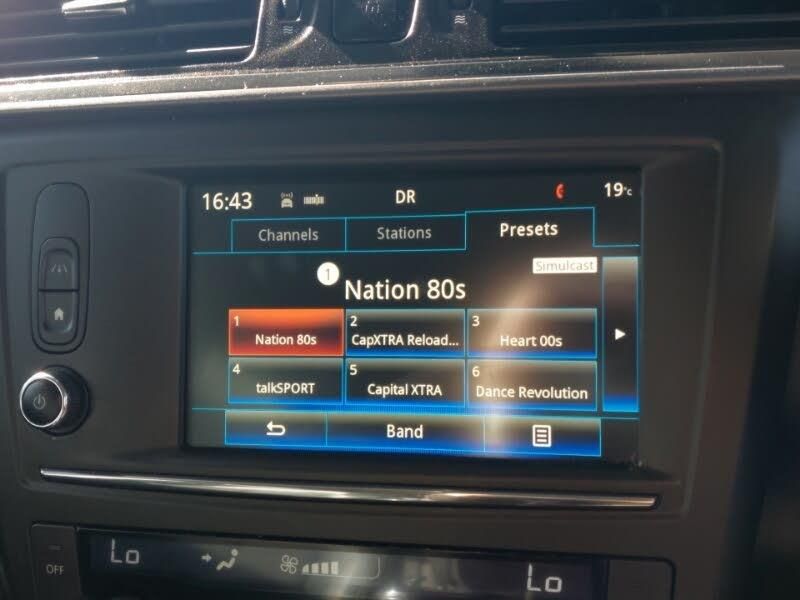 16:43 DR 19°c
Channels Stations Presets
Simulcast
1 Nation 80s
1 Nation 80s
2 CapXTRA Reload...
3 Heart 00s
4 talkSPORT
5 Capital XTRA
6 Dance Revolution
Band
Lo Lo
OFF